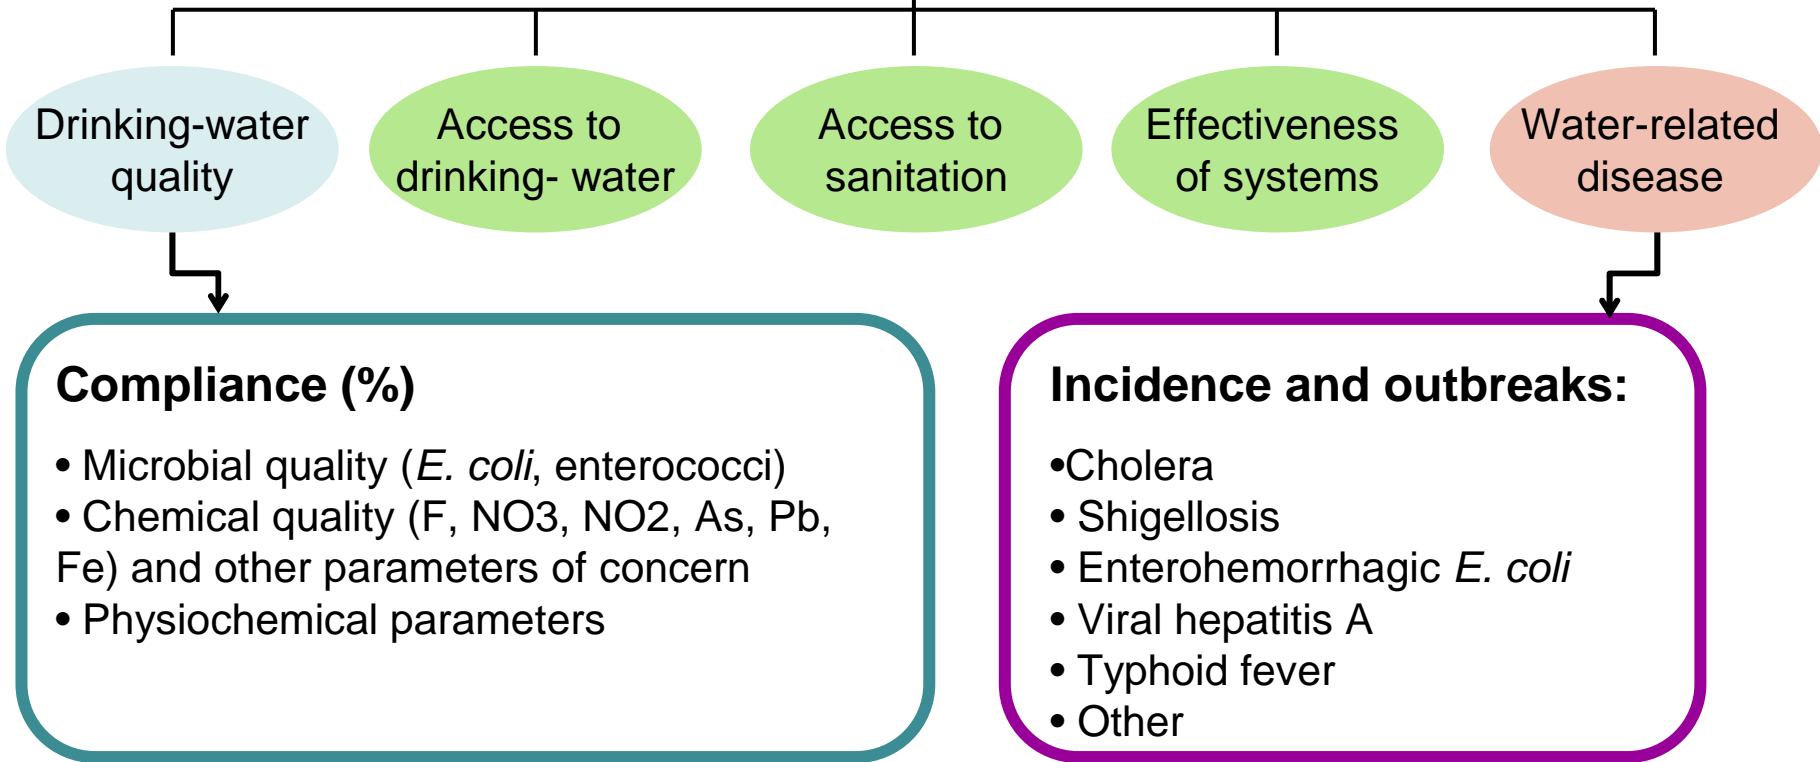 Drinking-water
quality
Access to
drinking- water
Access to
sanitation
Effectiveness
of systems
Water-related
disease
Compliance (%)
• Microbial quality (E. coli, enterococci)
• Chemical quality (F, NO3, NO2, As, Pb,
Fe) and other parameters of concern
• Physiochemical parameters
Incidence and outbreaks:
•Cholera
• Shigellosis
• Enterohemorrhagic E. coli
• Viral hepatitis A
• Typhoid fever
• Other